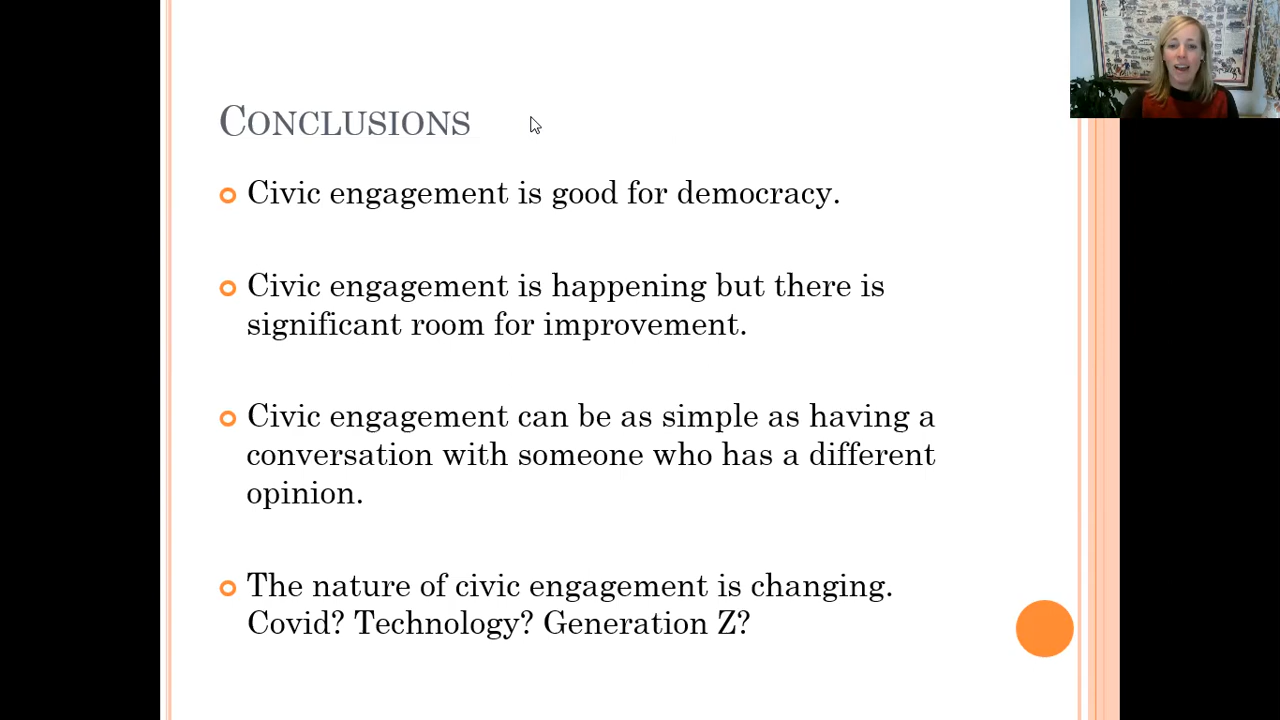 CONCLUSIONS
Civic engagement is good for democracy.
Civic engagement is happening but there is
significant room for improvement.
Civic engagement can be as simple as having a
conversation with someone who has a different
opinion.
The nature of civic engagement is changing.
Covid? Technology? Generation Z?